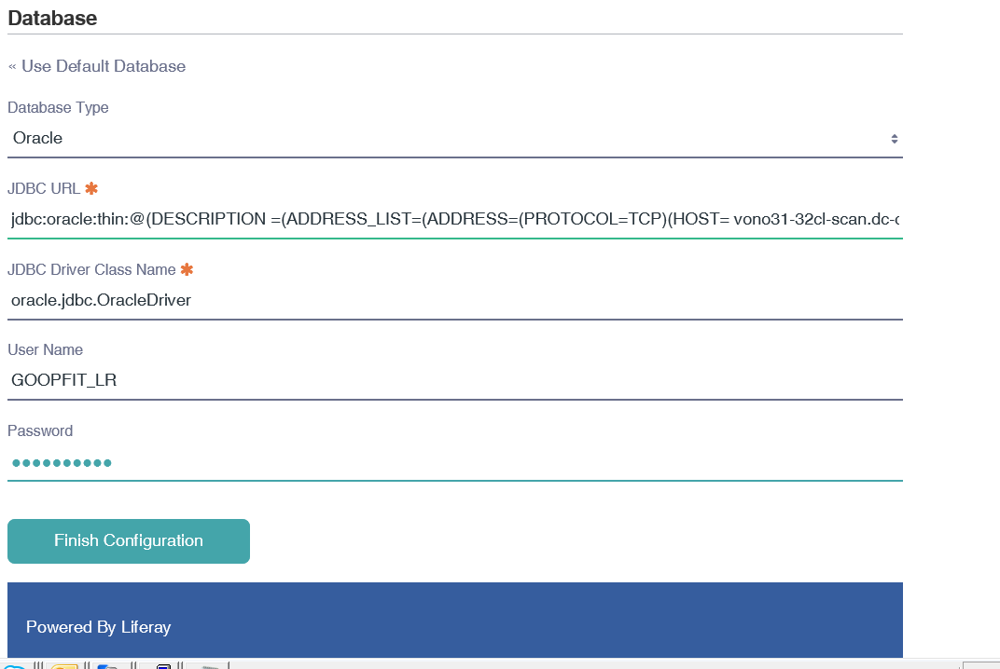 Database
« Use Default Database
Database Type
Oracle
JDBC URL ✱
jdbc:oracle:thin:@(DESCRIPTION =(ADDRESS_LIST=(ADDRESS=(PROTOCOL=TCP)(HOST= vono31-32cl-scan.dc-c
JDBC Driver Class Name ✱
oracle.jdbc.OracleDriver
User Name
GOOPFIT_LR
Password
Finish Configuration
Powered By Liferay